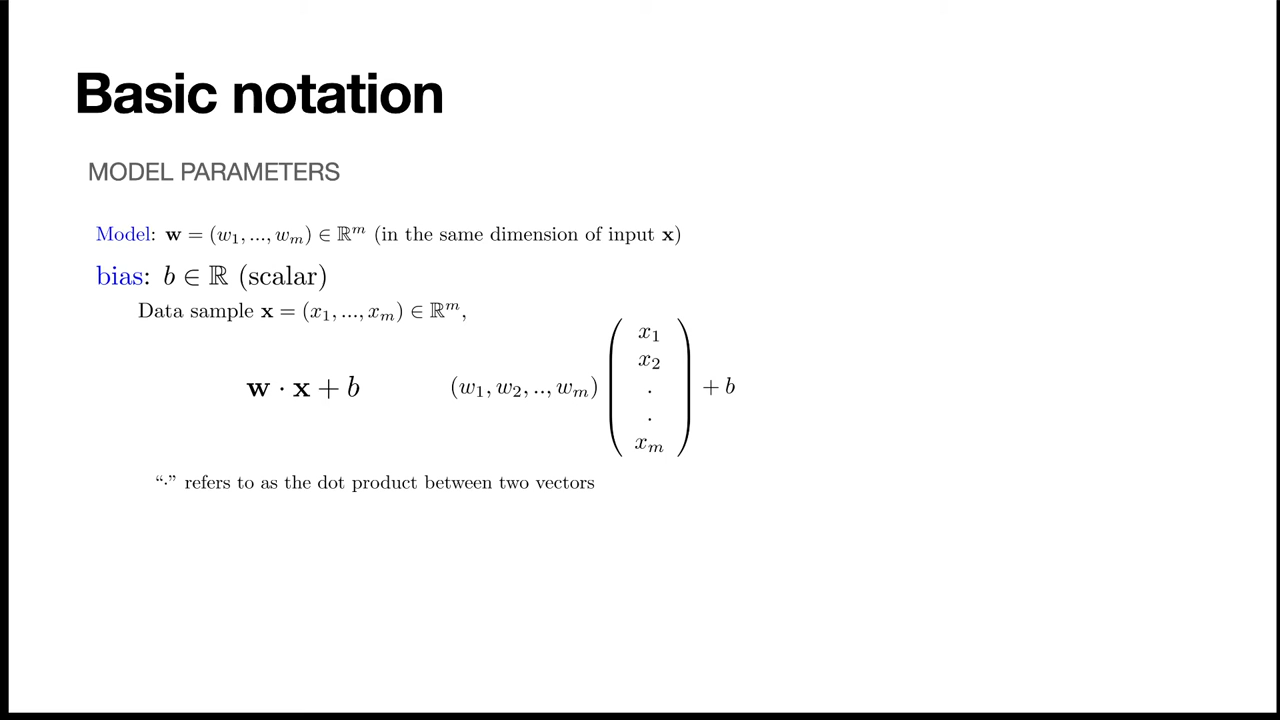 Basic notation
MODEL PARAMETERS
Model: w = (w₁, ..., wₘ) ∈ ℝᵐ (in the same dimension of input x)
bias: b ∈ ℝ (scalar)
Data sample x = (x₁, ..., xₘ) ∈ ℝᵐ,
w · x + b
(w₁, w₂, .., wₘ) ( x₁ x₂ . . xₘ ) + b
“·” refers to as the dot product between two vectors